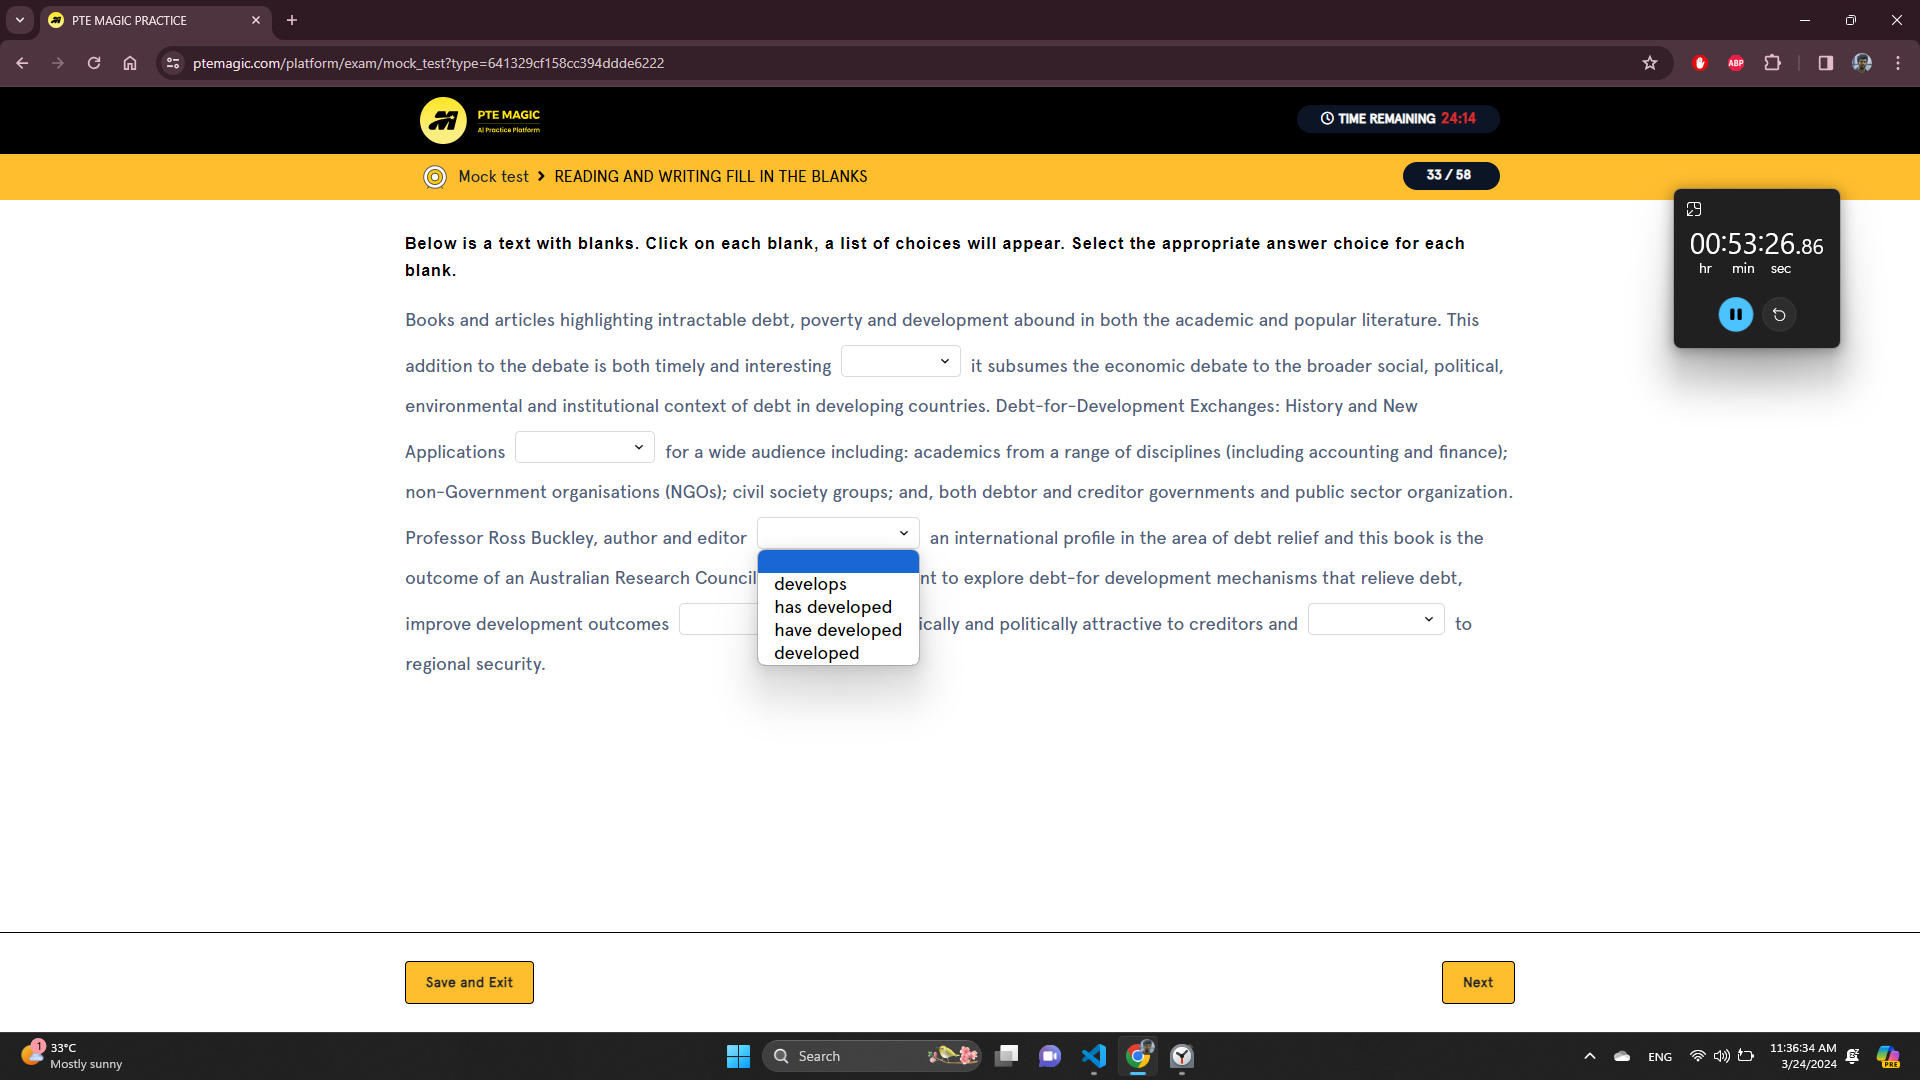 PTE MAGIC PRACTICE
ptemagic.com/platform/exam/mock_test?type=641329cf158cc394ddde6222
ABP
PTE MAGIC
AI Practice Platform
TIME REMAINING 24:14
Mock test > READING AND WRITING FILL IN THE BLANKS
33 / 58
00:53:26.86
hr min sec
Below is a text with blanks. Click on each blank, a list of choices will appear. Select the appropriate answer choice for each
blank.
Books and articles highlighting intractable debt, poverty and development abound in both the academic and popular literature. This
addition to the debate is both timely and interesting it subsumes the economic debate to the broader social, political,
environmental and institutional context of debt in developing countries. Debt-for-Development Exchanges: History and New
Applications for a wide audience including: academics from a range of disciplines (including accounting and finance);
non-Government organisations (NGOs); civil society groups; and, both debtor and creditor governments and public sector organization.
Professor Ross Buckley, author and editor an international profile in the area of debt relief and this book is the
outcome of an Australian Research Council nt to explore debt-for development mechanisms that relieve debt,
improve development outcomes ically and politically attractive to creditors and to
regional security.
develops
has developed
have developed
developed
Save and Exit
Next
1
33°C
Mostly sunny
Search
ENG
11:36:34 AM
3/24/2024
PRE